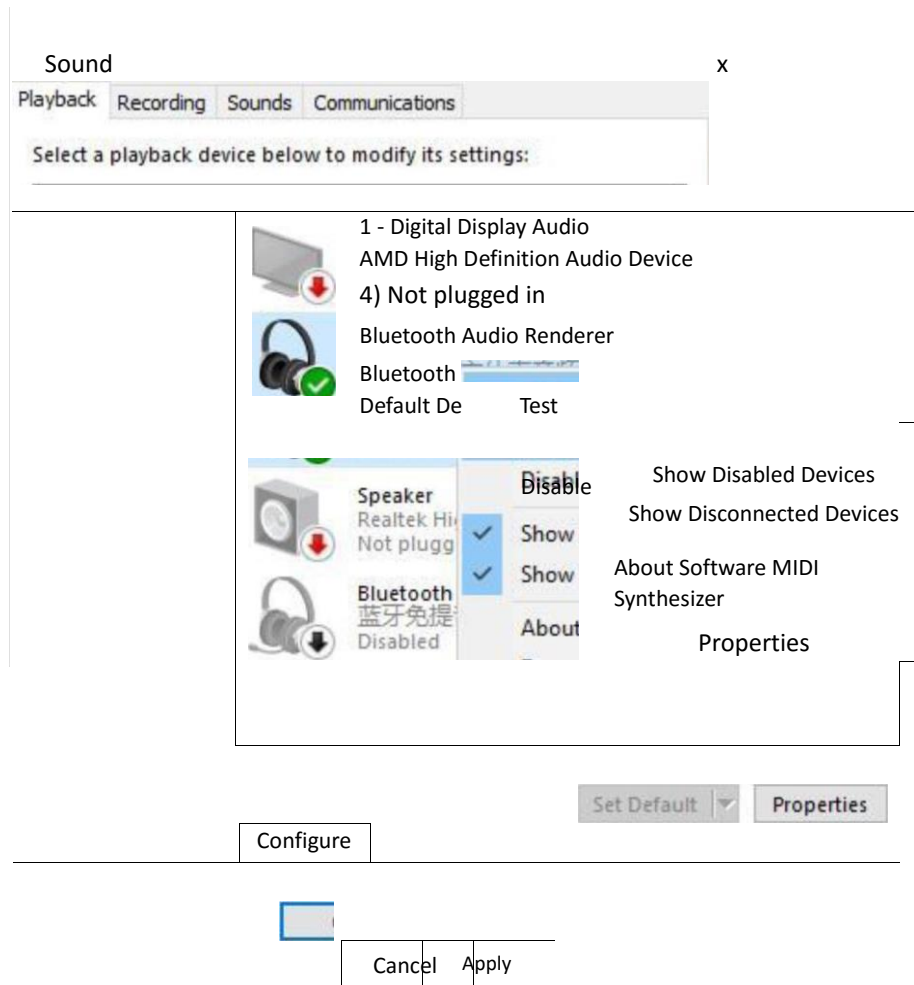 Sound x
Playback Recording Sounds Communications
Select a playback device below to modify its settings:
1 - Digital Display Audio
AMD High Definition Audio Device
4) Not plugged in
Bluetooth Audio Renderer
Bluetooth
Default De Test
Disable Show Disabled Devices
Speaker
Realtek Hi Show Show Disconnected Devices
Not plugg
Show About Software MIDI
Synthesizer
Bluetooth
蓝牙免提
Disabled About Properties
Set Default Properties
Configure
Cancel Apply